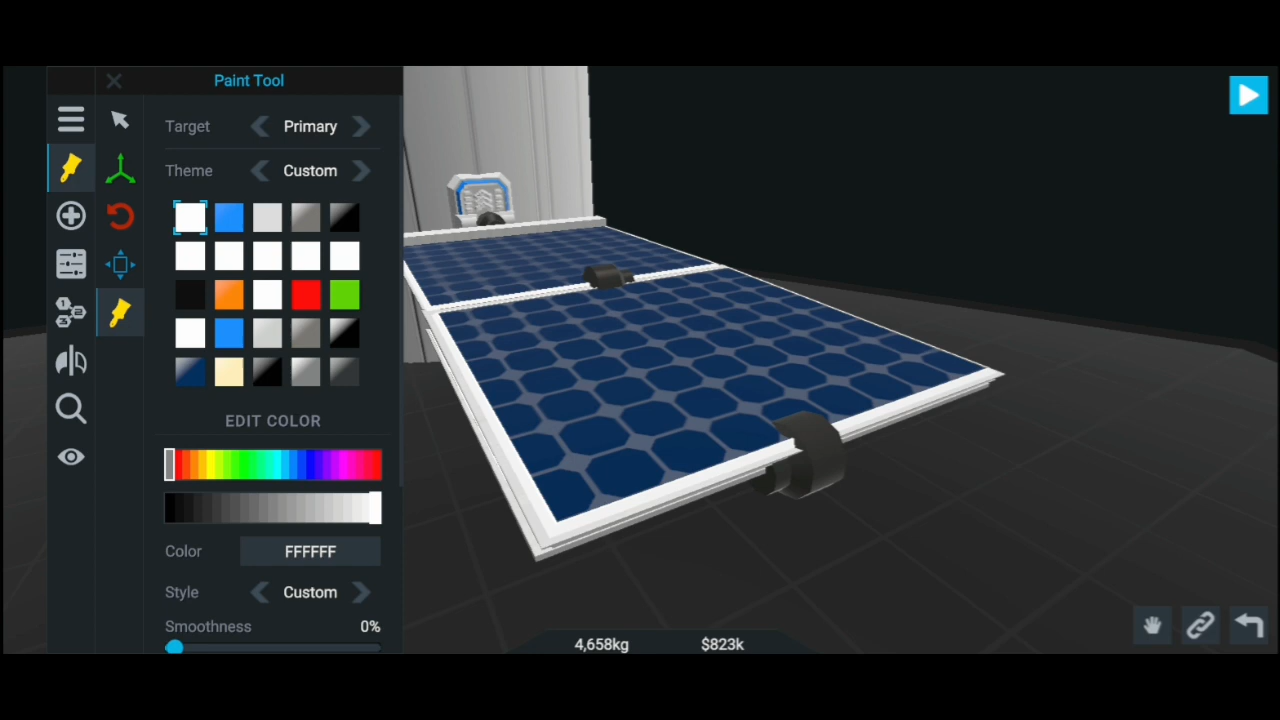 Paint Tool
Target Primary
Theme Custom
EDIT COLOR
Color FFFFFF
Style Custom
Smoothness 0%
4,658kg $823k